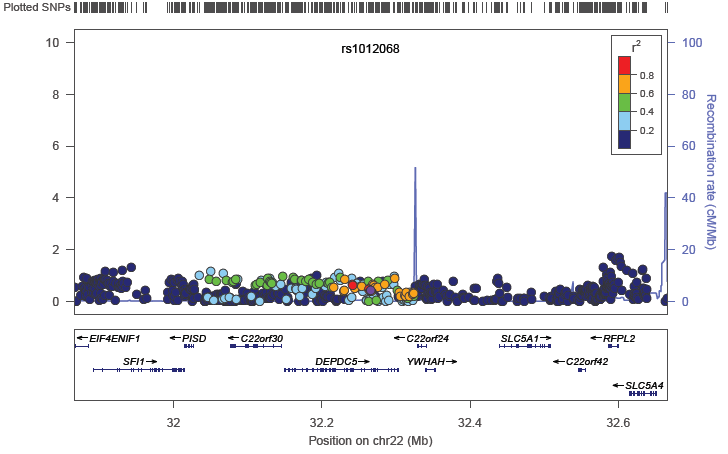 Plotted SNPs
rs1012068
r2
0.8
0.6
0.4
0.2
10
8
6
4
2
0
100
80
60
40
20
0
Recombination rate (cM/Mb)
EIF4ENIF1
PISD
C22orf30
C22orf24
SLC5A1
RFPL2
SFI1
DEPDC5
YWHAH
C22orf42
SLC5A4
32
32.2
32.4
32.6
Position on chr22 (Mb)